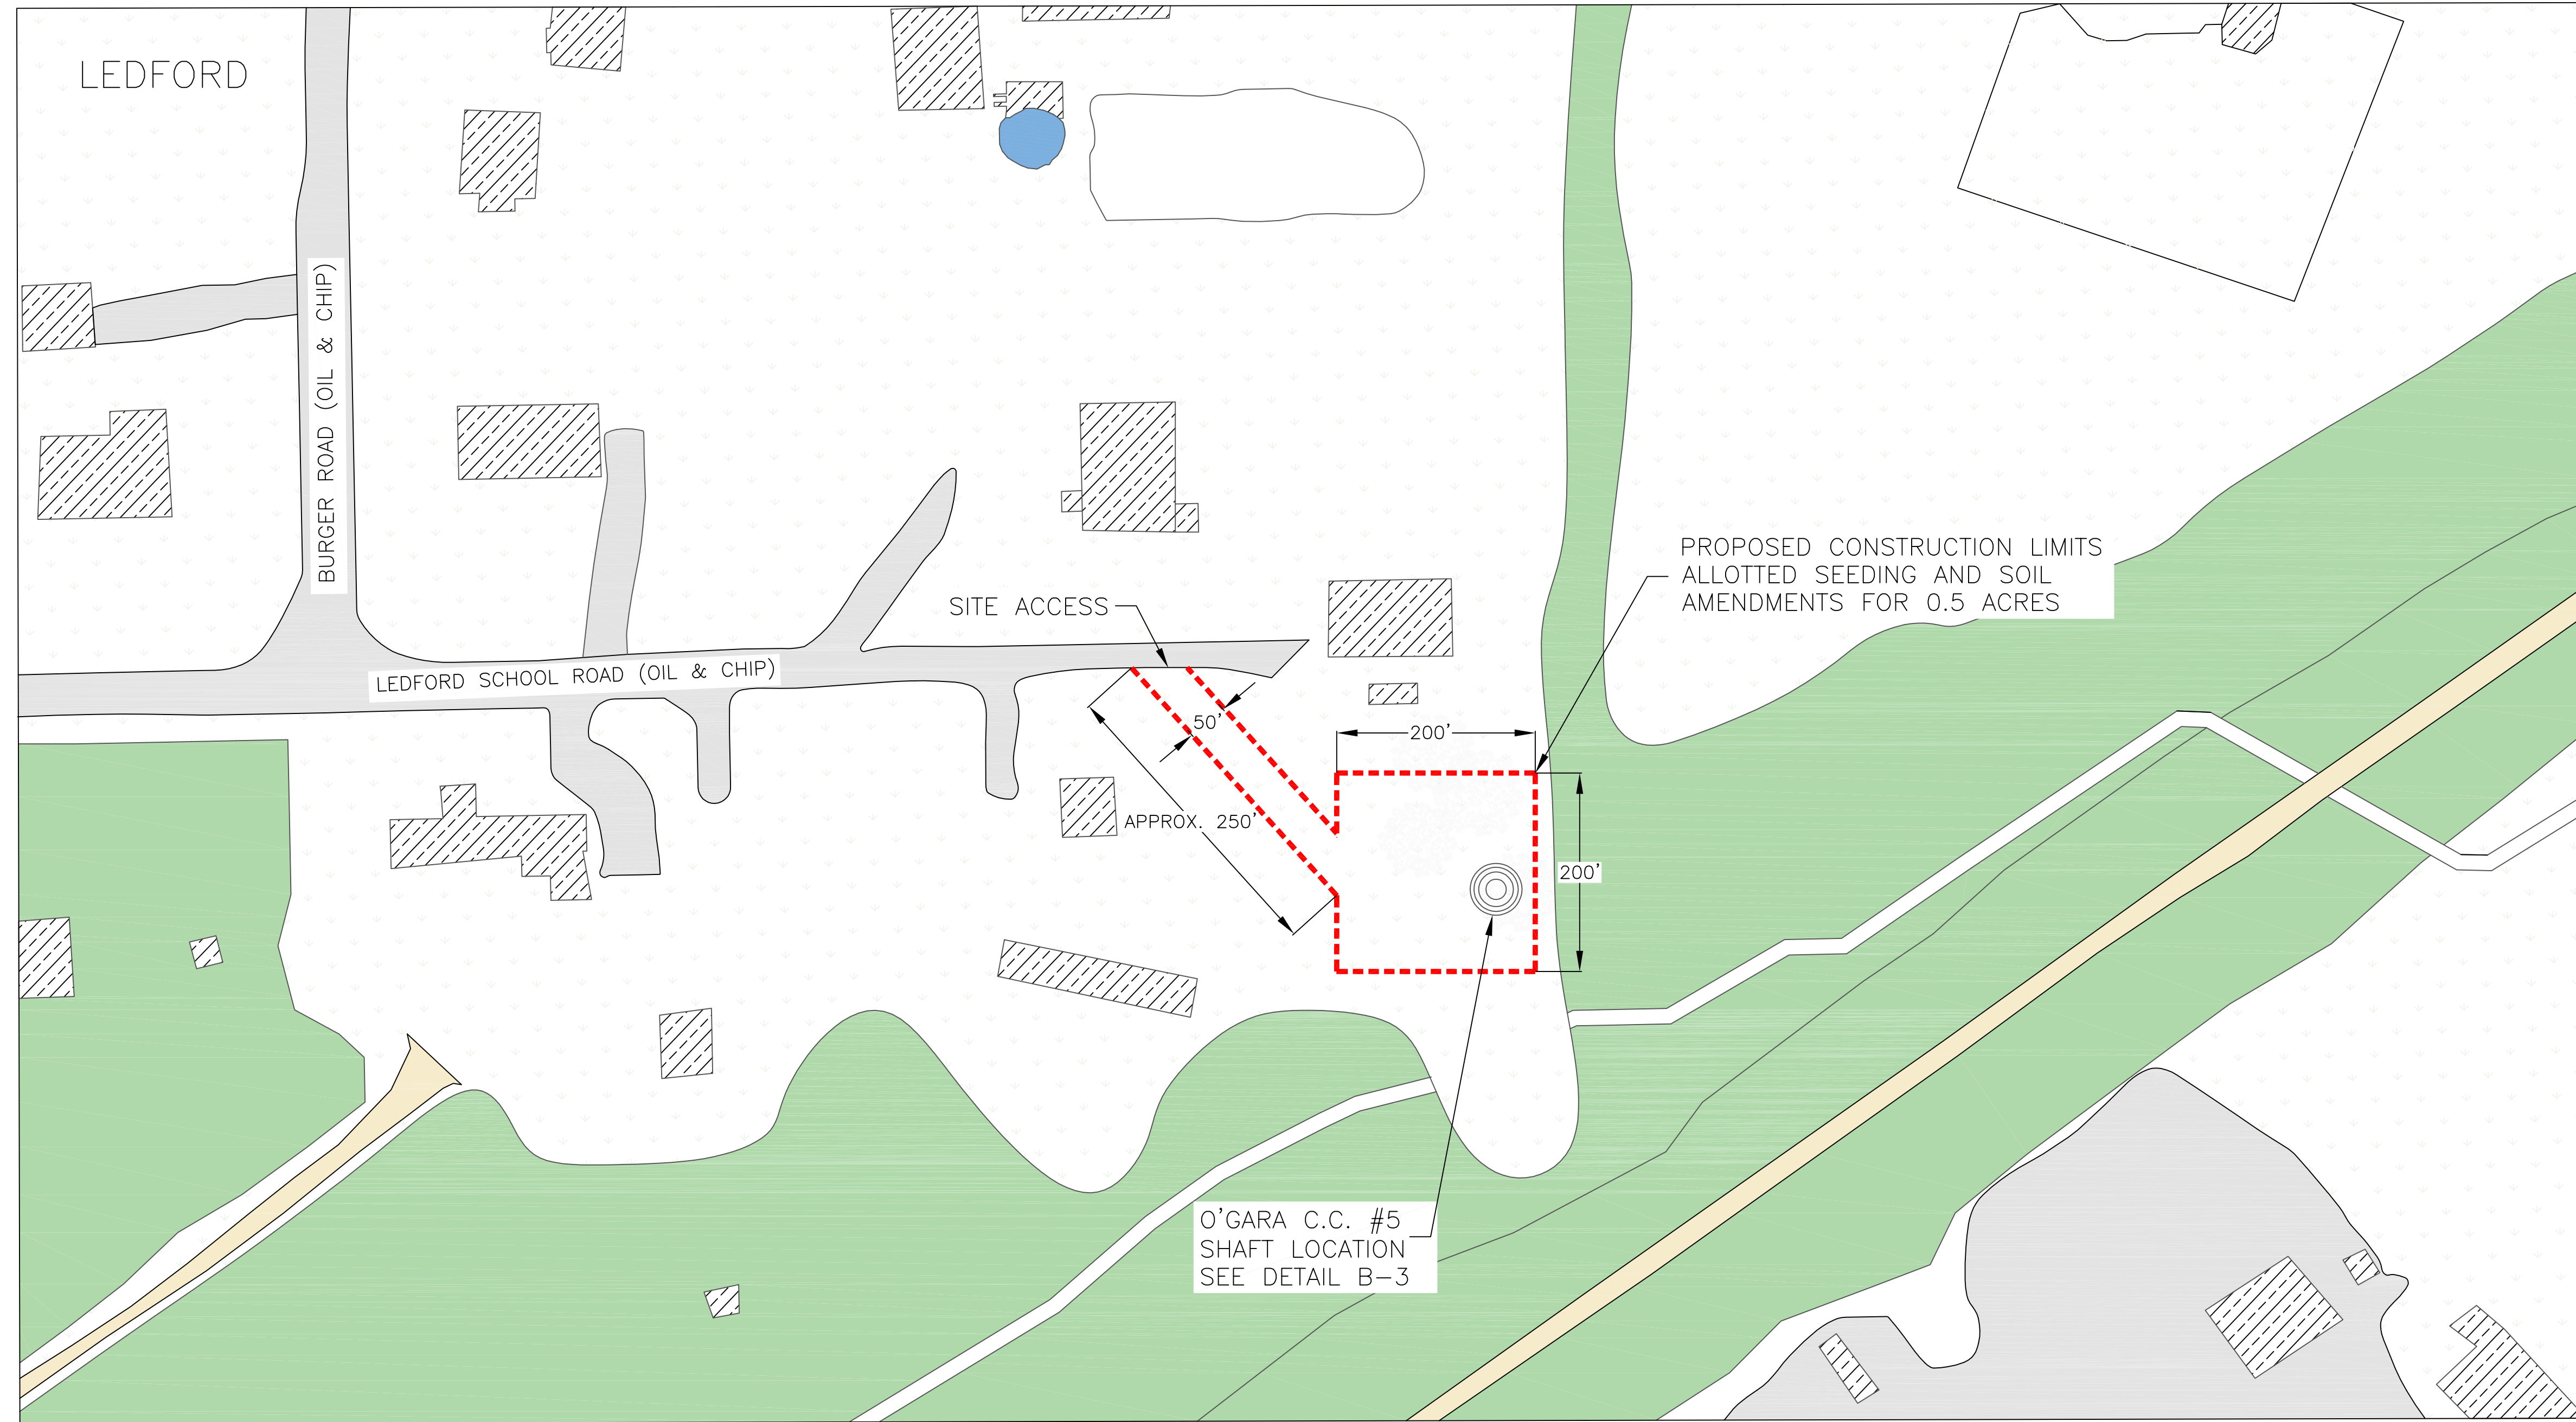 LEDFORD
BURGER ROAD (OIL & CHIP)
PROPOSED CONSTRUCTION LIMITS
ALLOTTED SEEDING AND SOIL
AMENDMENTS FOR 0.5 ACRES
SITE ACCESS
LEDFORD SCHOOL ROAD (OIL & CHIP)
50'
200'
APPROX. 250'
200'
O'GARA C.C. #5
SHAFT LOCATION
SEE DETAIL B-3